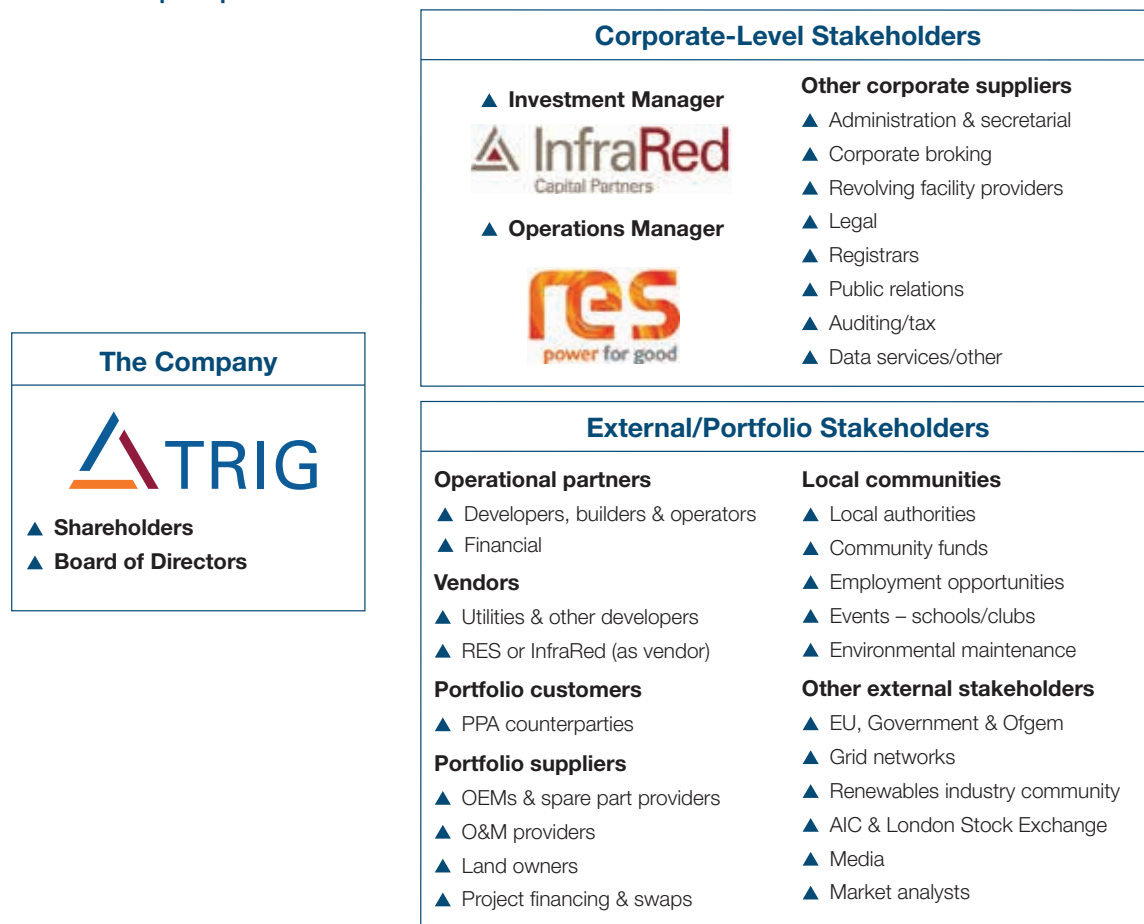 Corporate-Level Stakeholders
▲ Investment Manager
InfraRed
Capital Partners
▲ Operations Manager
res
power for good
Other corporate suppliers
▲ Administration & secretarial
▲ Corporate broking
▲ Revolving facility providers
▲ Legal
▲ Registrars
▲ Public relations
▲ Auditing/tax
▲ Data services/other
The Company
TRIG
▲ Shareholders
▲ Board of Directors
External/Portfolio Stakeholders
Operational partners
▲ Developers, builders & operators
▲ Financial
Vendors
▲ Utilities & other developers
▲ RES or InfraRed (as vendor)
Portfolio customers
▲ PPA counterparties
Portfolio suppliers
▲ OEMs & spare part providers
▲ O&M providers
▲ Land owners
▲ Project financing & swaps
Local communities
▲ Local authorities
▲ Community funds
▲ Employment opportunities
▲ Events – schools/clubs
▲ Environmental maintenance
Other external stakeholders
▲ EU, Government & Ofgem
▲ Grid networks
▲ Renewables industry community
▲ AIC & London Stock Exchange
▲ Media
▲ Market analysts